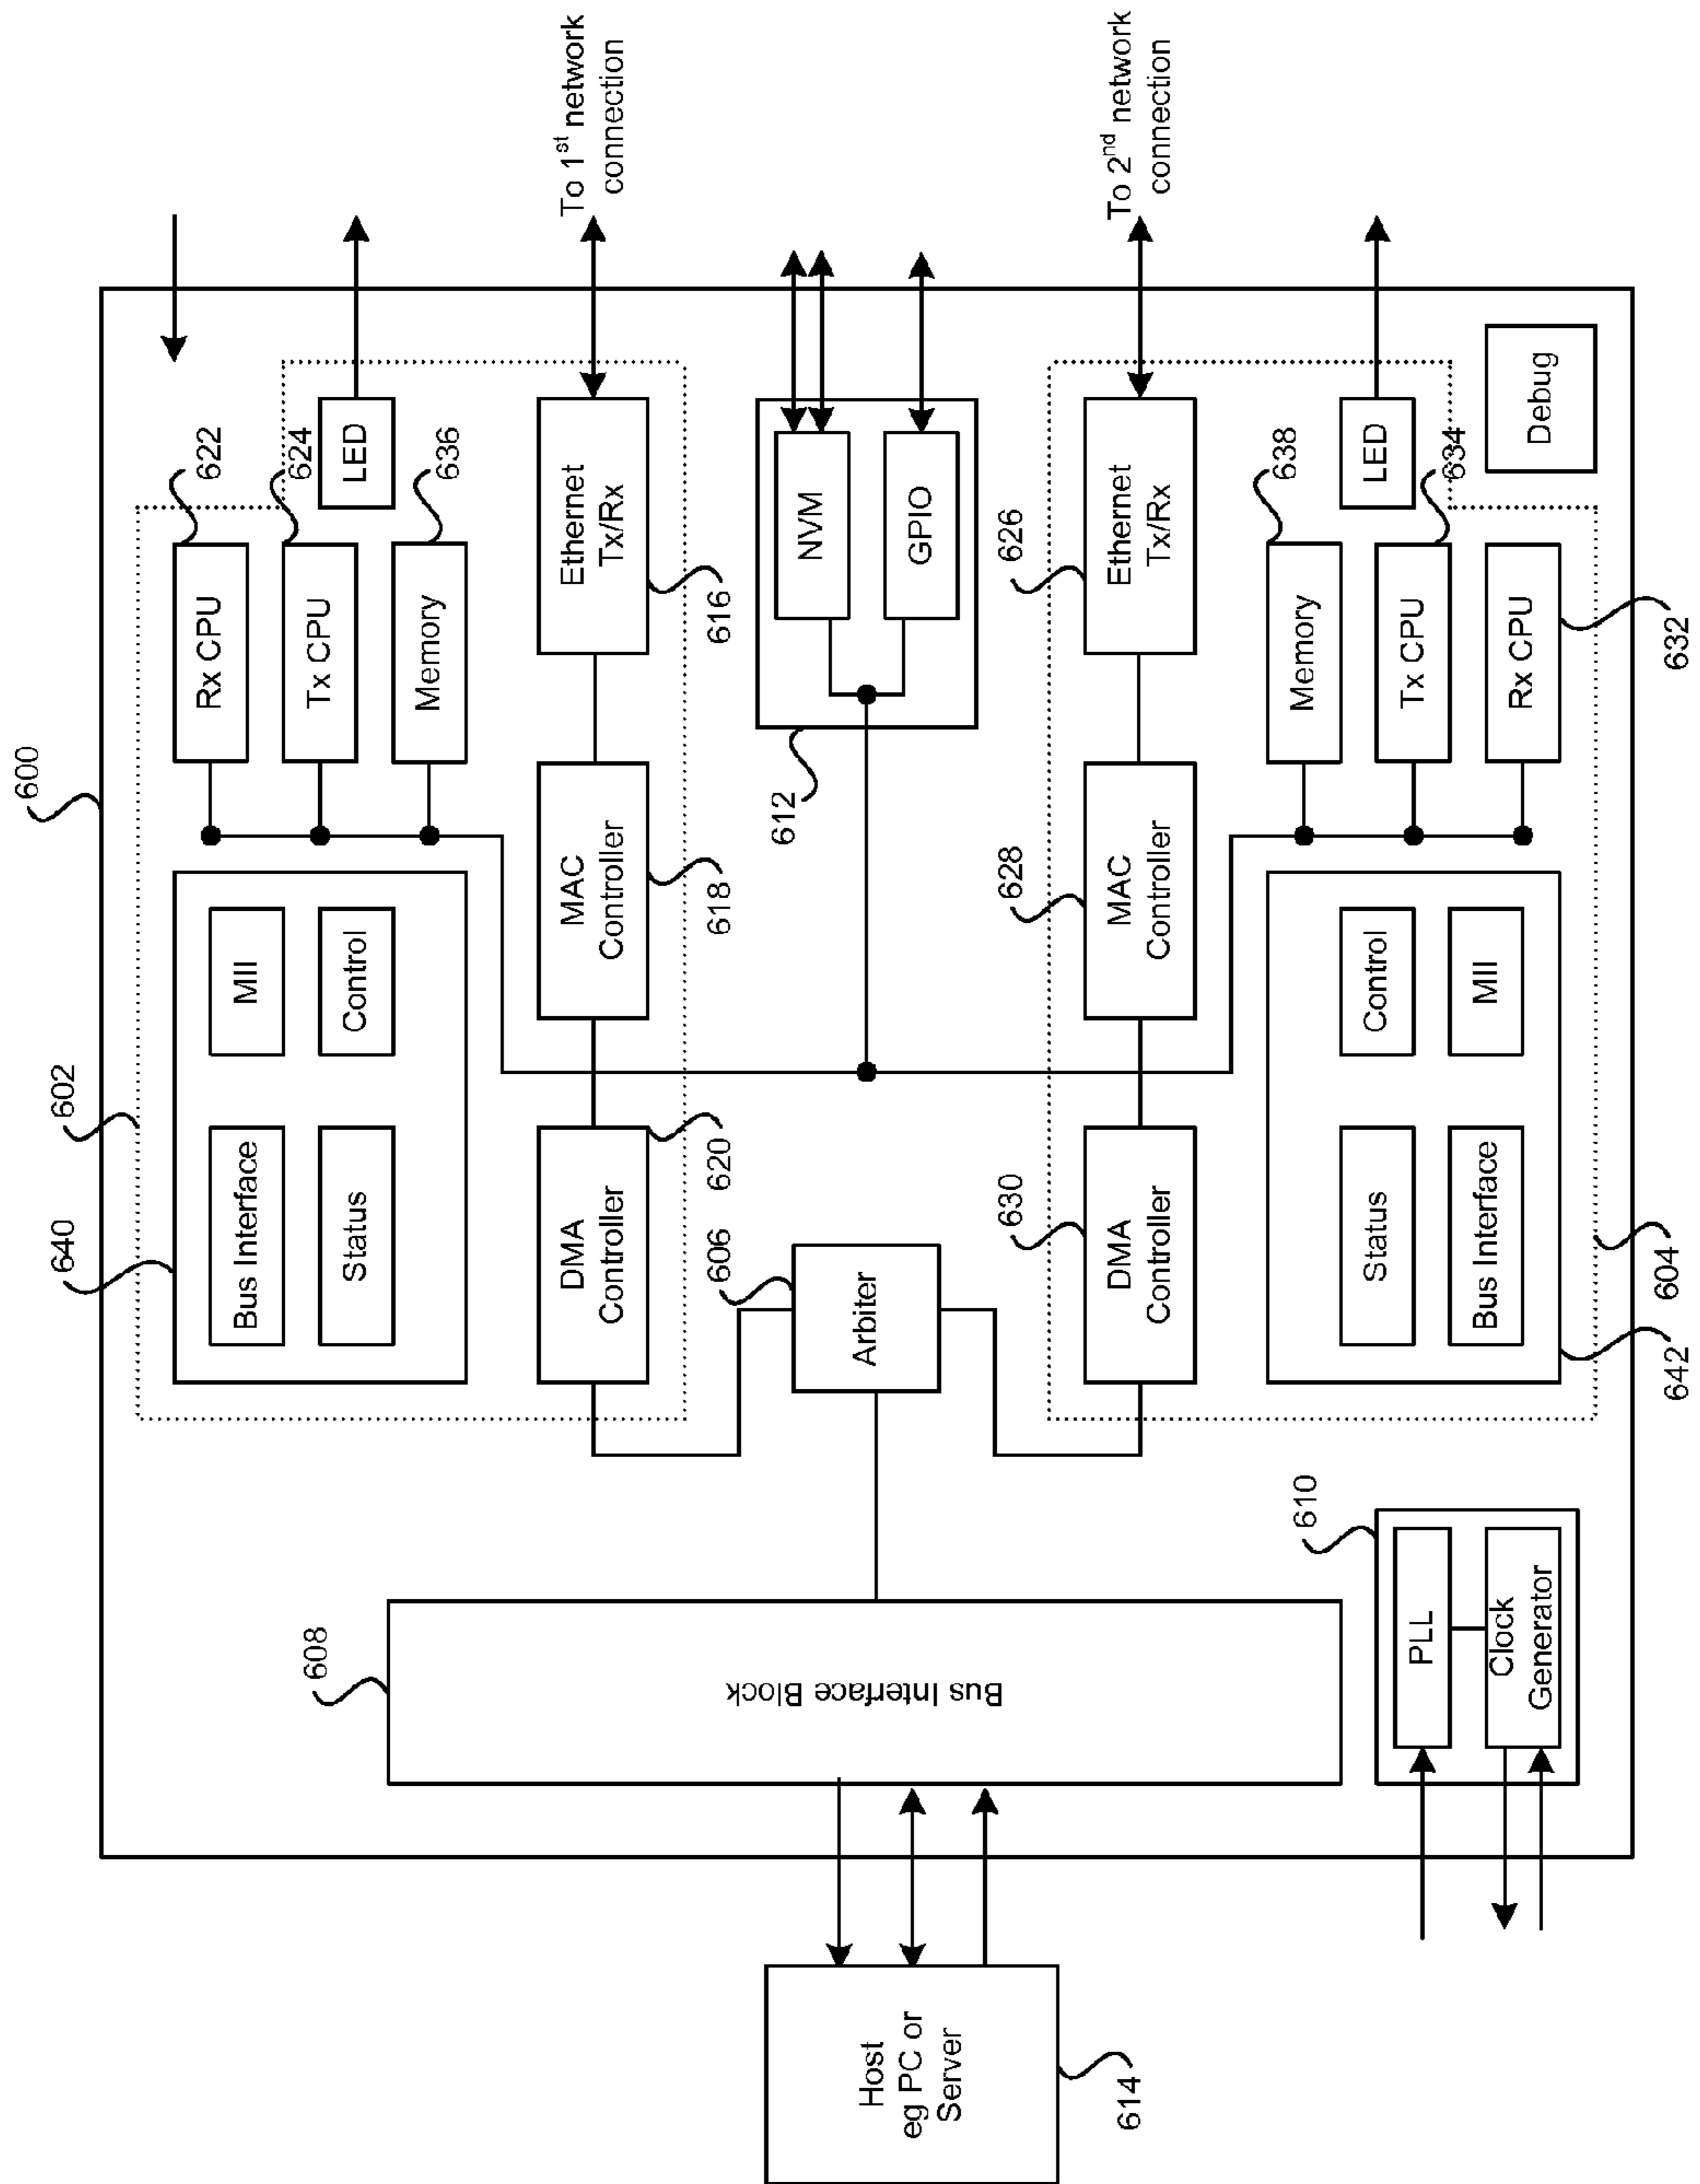 600
602
640
Bus Interface
MII
Status
Control
622
Rx CPU
624
Tx CPU
636
Memory
LED
DMA
Controller
620
MAC
Controller
618
Ethernet
Tx/Rx
616
To 1st network
connection
608
Bus Interface Block
606
Arbiter
612
NVM
GPIO
Host
eg PC or
Server
614
630
DMA
Controller
628
MAC
Controller
626
Ethernet
Tx/Rx
To 2nd network
connection
638
Memory
634
Tx CPU
Rx CPU
632
LED
Debug
Status
Control
Bus Interface
MII
642
604
610
PLL
Clock
Generator